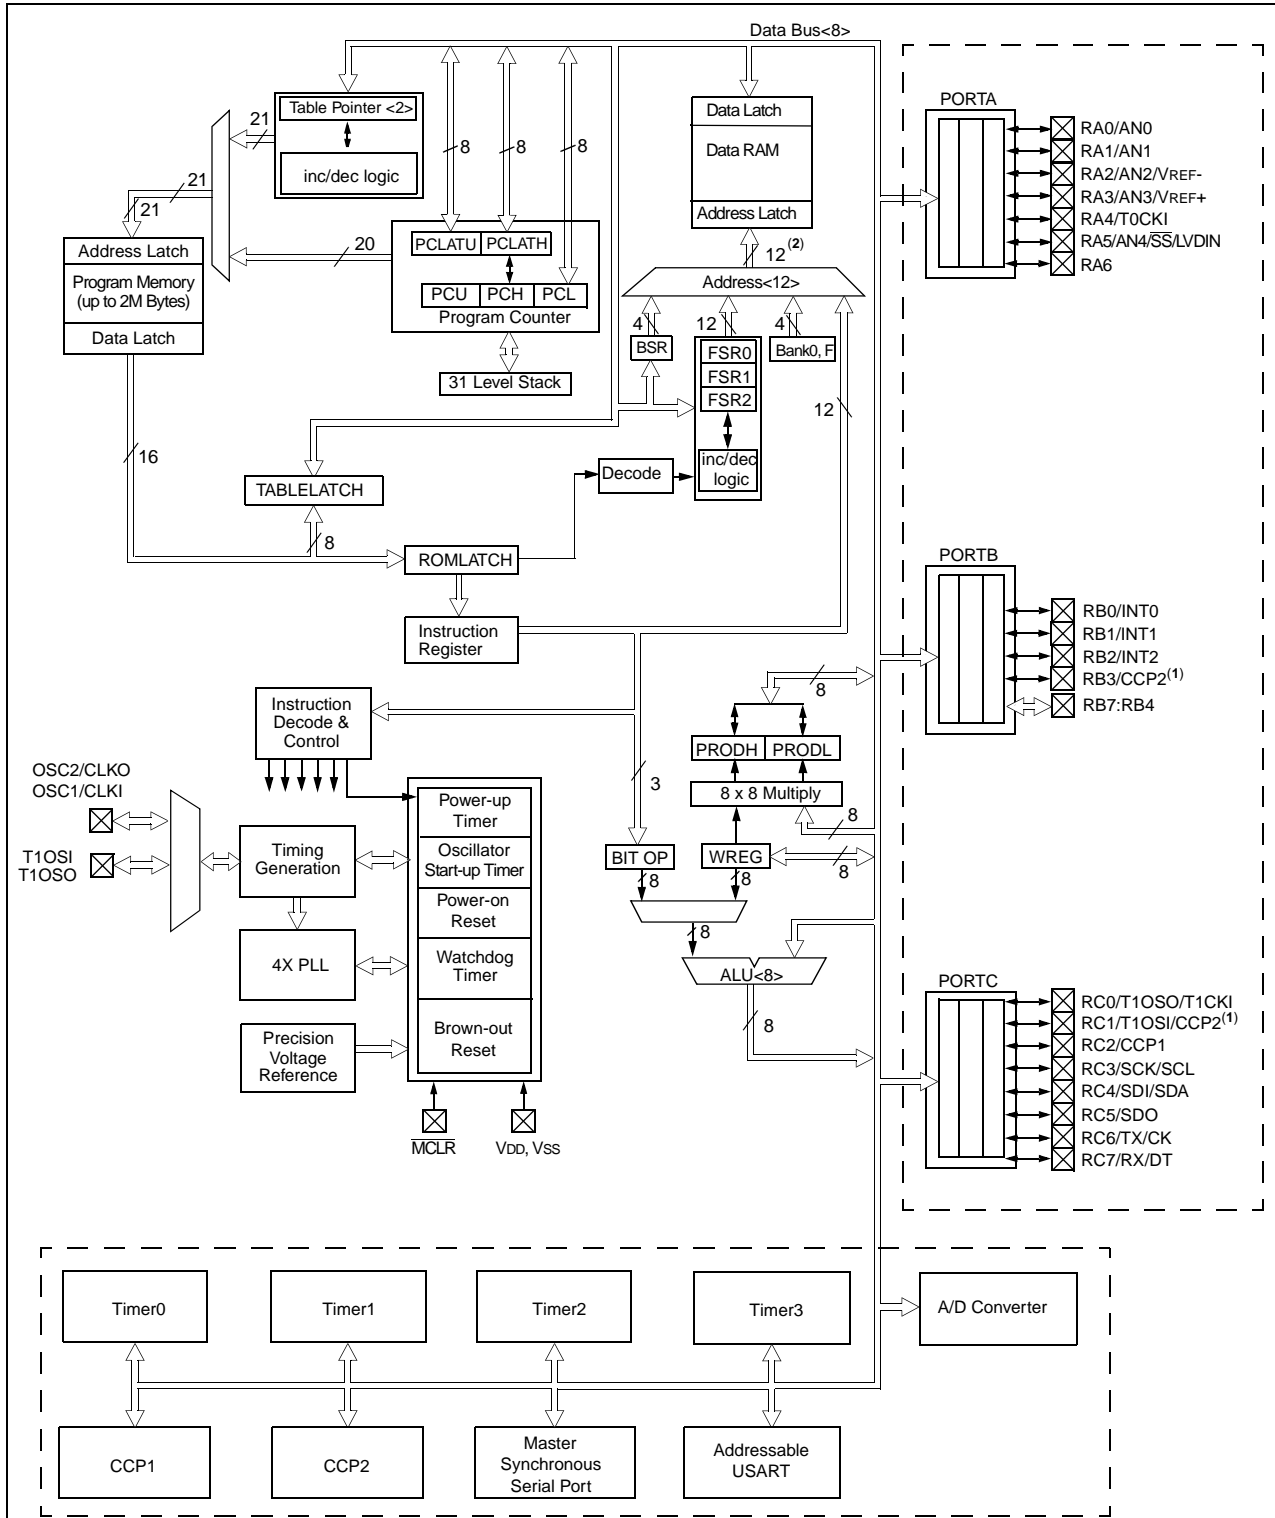 Data Bus<8>
PORTA
Table Pointer <2>
21
inc/dec logic
8
8
8
Data Latch
Data RAM
Address Latch
RA0/AN0
RA1/AN1
RA2/AN2/VREF-
RA3/AN3/VREF+
RA4/T0CKI
RA5/AN4/SS/LVDIN
RA6
21
21
20
PCLATU
PCLATH
12(2)
Address Latch
Program Memory
(up to 2M Bytes)
Data Latch
PCU
PCH
PCL
Program Counter
Address<12>
4
12
4
BSR
FSR0
FSR1
FSR2
Bank0, F
31 Level Stack
12
16
inc/dec
logic
Decode
TABLELATCH
8
ROMLATCH
PORTB
Instruction
Register
RB0/INT0
RB1/INT1
RB2/INT2
RB3/CCP2(1)
RB7:RB4
8
Instruction
Decode &
Control
PRODH
PRODL
OSC2/CLKO
OSC1/CLKI
3
8 x 8 Multiply
Power-up
Timer
8
T1OSI
T1OSO
Timing
Generation
Oscillator
Start-up Timer
BIT OP
WREG
8
8
8
Power-on
Reset
8
4X PLL
Watchdog
Timer
ALU<8>
PORTC
8
Precision
Voltage
Reference
Brown-out
Reset
RC0/T1OSO/T1CKI
RC1/T1OSI/CCP2(1)
RC2/CCP1
RC3/SCK/SCL
RC4/SDI/SDA
RC5/SDO
RC6/TX/CK
RC7/RX/DT
MCLR
VDD, VSS
Timer0
Timer1
Timer2
Timer3
A/D Converter
CCP1
CCP2
Master
Synchronous
Serial Port
Addressable
USART